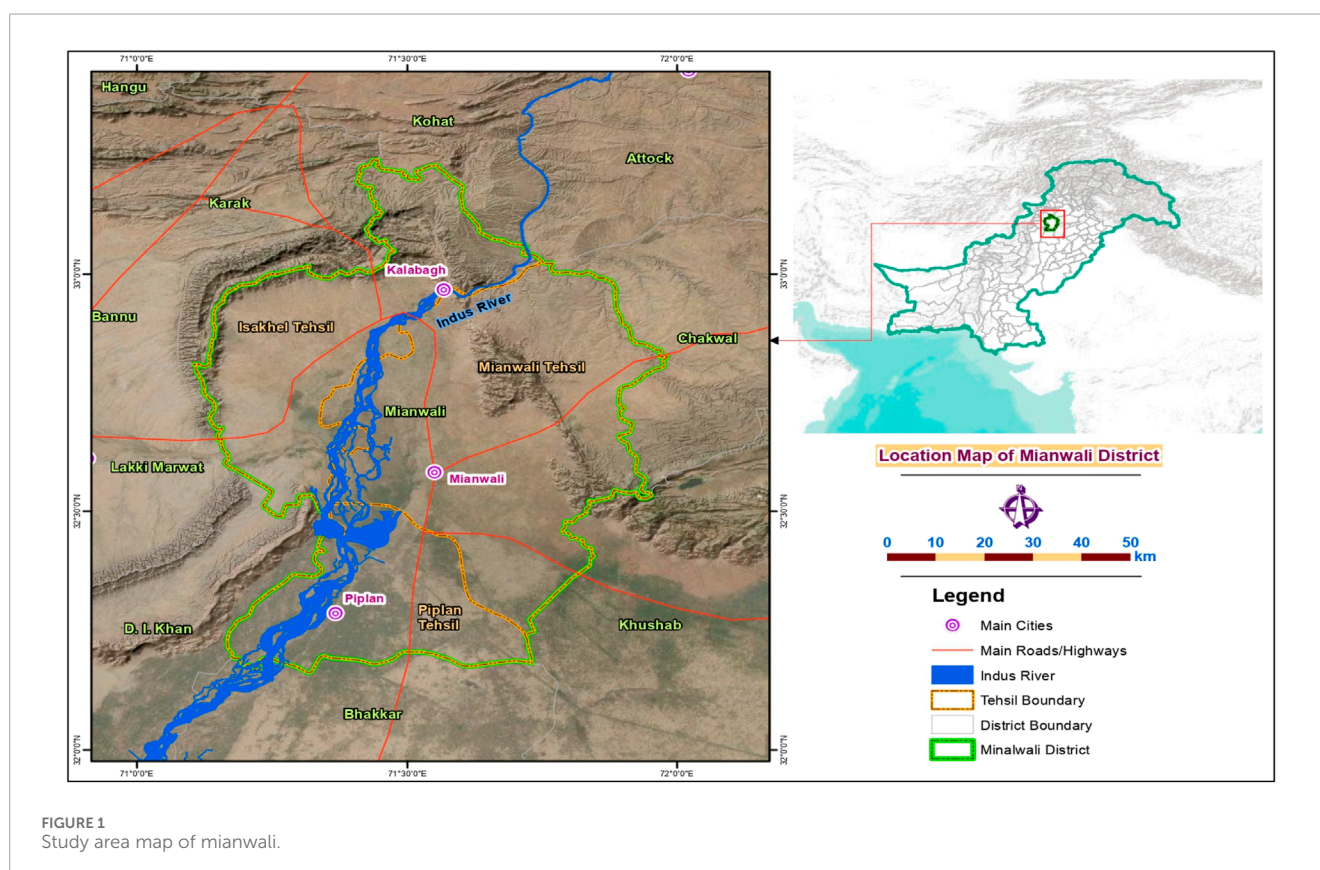 71°0'0"E
71°30'0"E
72°0'0"E
Hangu
Kohat
Attock
Karak
33°0'0"N
33°0'0"N
Kalabagh
Indus River
Bannu
Isakhel Tehsil
Chakwal
Mianwali Tehsil
Mianwali
Lakki Marwat
Mianwali
32°30'0"N
32°30'0"N
Piplan
Piplan
Tehsil
D. I. Khan
Khushab
Bhakkar
32°0'0"N
32°0'0"N
71°0'0"E
71°30'0"E
72°0'0"E
Location Map of Mianwali District
0 10 20 30 40 50
km
Legend
Main Cities
Main Roads/Highways
Indus River
Tehsil Boundary
District Boundary
Minalwali District
FIGURE 1
Study area map of mianwali.